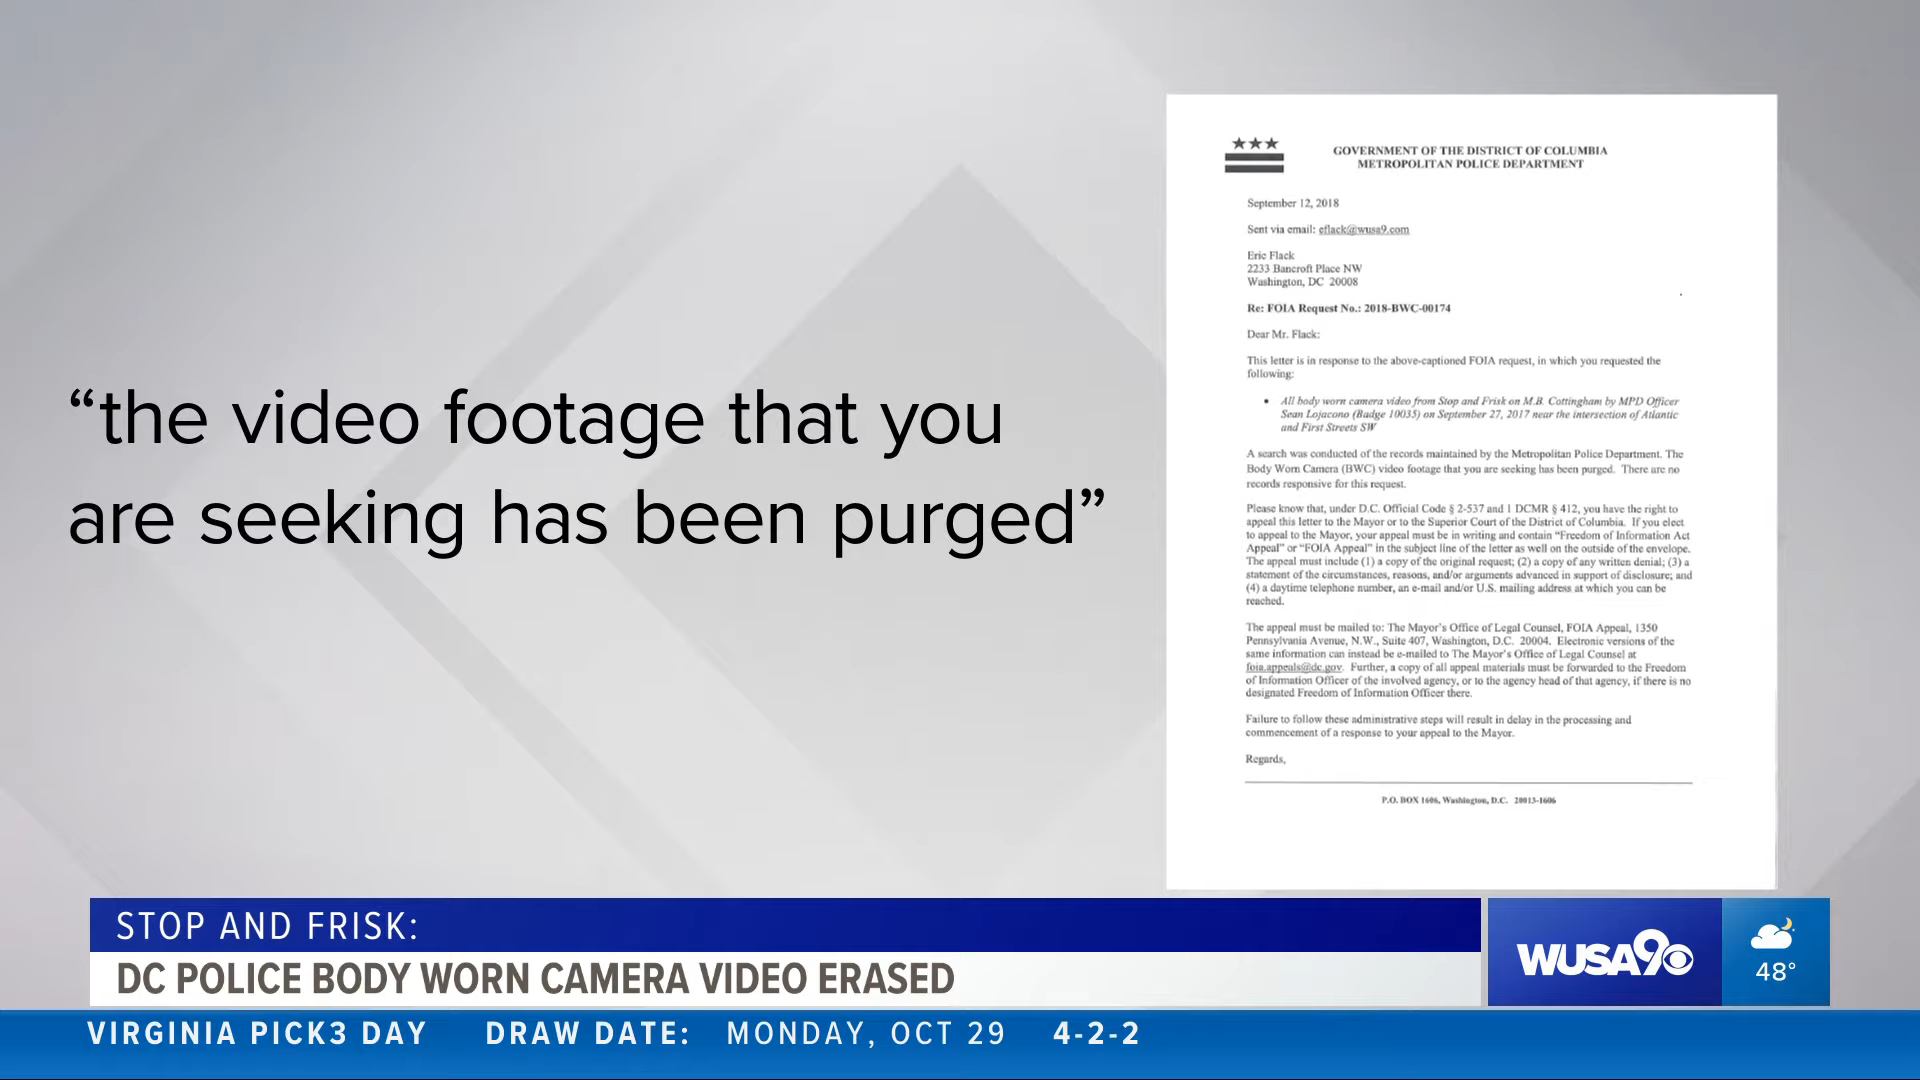 “the video footage that you
are seeking has been purged”
GOVERNMENT OF THE DISTRICT OF COLUMBIA
METROPOLITAN POLICE DEPARTMENT
September 12, 2018
Sent via email: eflack@wusa9.com
Eric Flack
2233 Bancroft Place NW
Washington, DC 20008
Re: FOIA Request No.: 2018-BWC-00174
Dear Mr. Flack:
This letter is in response to the above-captioned FOIA request, in which you requested the
following:
• All body worn camera video from Stop and Frisk on M.B. Cottingham by MPD Officer
Sean Lojacono (Badge 10035) on September 27, 2017 near the intersection of Atlantic
and First Streets SW
A search was conducted of the records maintained by the Metropolitan Police Department. The
Body Worn Camera (BWC) video footage that you are seeking has been purged. There are no
records responsive for this request.
Please know that, under D.C. Official Code § 2-537 and 1 DCMR § 412, you have the right to
appeal this letter to the Mayor or to the Superior Court of the District of Columbia. If you elect
to appeal to the Mayor, your appeal must be in writing and contain “Freedom of Information Act
Appeal” or “FOIA Appeal” in the subject line of the letter as well on the outside of the envelope.
The appeal must include (1) a copy of the original request; (2) a copy of any written denial; (3) a
statement of the circumstances, reasons, and/or arguments advanced in support of disclosure; and
(4) a daytime telephone number, an e-mail and/or U.S. mailing address at which you can be
reached.
The appeal must be mailed to: The Mayor’s Office of Legal Counsel, FOIA Appeal, 1350
Pennsylvania Avenue, N.W., Suite 407, Washington, D.C. 20004. Electronic versions of the
same information can instead be e-mailed to The Mayor’s Office of Legal Counsel at
foia.appeals@dc.gov. Further, a copy of all appeal materials must be forwarded to the Freedom
of Information Officer of the involved agency, or to the agency head of that agency, if there is no
designated Freedom of Information Officer there.
Failure to follow these administrative steps will result in delay in the processing and
commencement of a response to your appeal to the Mayor.
Regards,
P.O. BOX 1606, Washington, D.C. 20013-1606
STOP AND FRISK:
DC POLICE BODY WORN CAMERA VIDEO ERASED
WUSA9
48°
VIRGINIA PICK3 DAY DRAW DATE: MONDAY, OCT 29 4-2-2